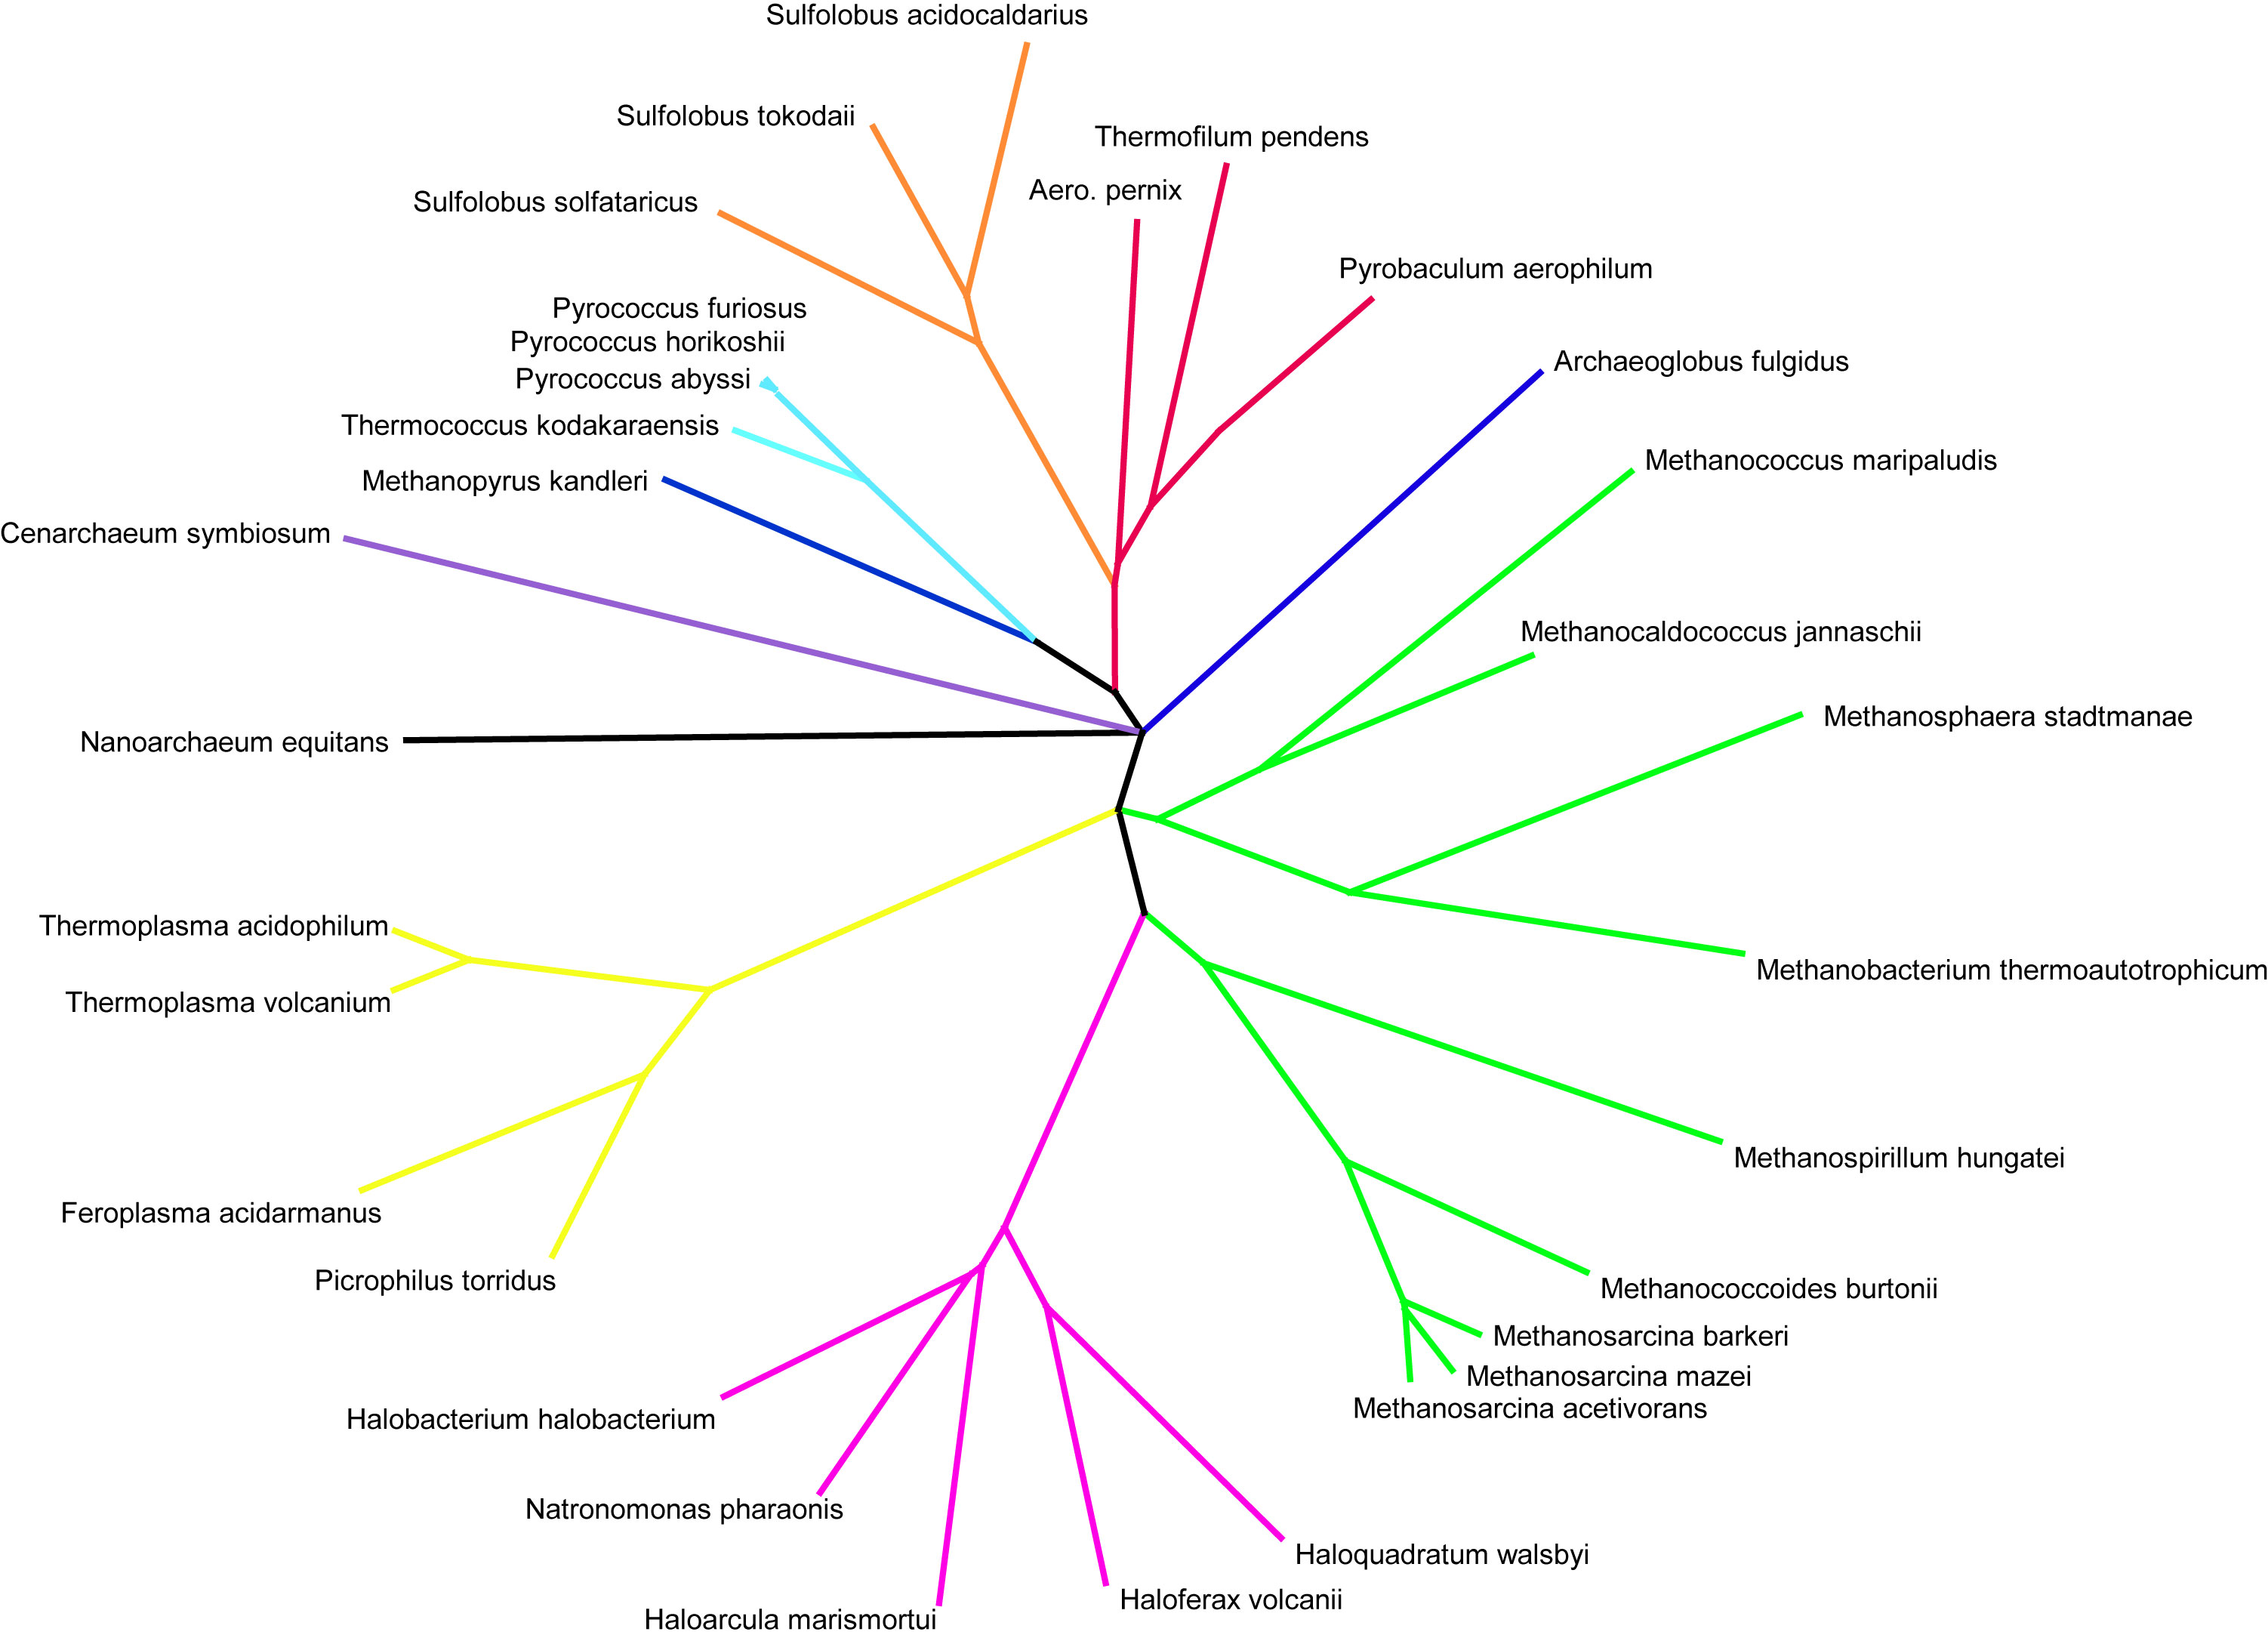 Sulfolobus acidocaldarius
Sulfolobus tokodaii
Thermofilum pendens
Aero. pernix
Sulfolobus solfataricus
Pyrobaculum aerophilum
Pyrococcus furiosus
Pyrococcus horikoshii
Archaeoglobus fulgidus
Pyrococcus abyssi
Thermococcus kodakaraensis
Methanococcus maripaludis
Methanopyrus kandleri
Cenarchaeum symbiosum
Methanocaldococcus jannaschii
Methanosphaera stadtmanae
Nanoarchaeum equitans
Thermoplasma acidophilum
Methanobacterium thermoautotrophicum
Thermoplasma volcanium
Methanospirillum hungatei
Feroplasma acidarmanus
Picrophilus torridus
Methanococcoides burtonii
Methanosarcina barkeri
Methanosarcina mazei
Methanosarcina acetivorans
Halobacterium halobacterium
Natronomonas pharaonis
Haloquadratum walsbyi
Haloferax volcanii
Haloarcula marismortui